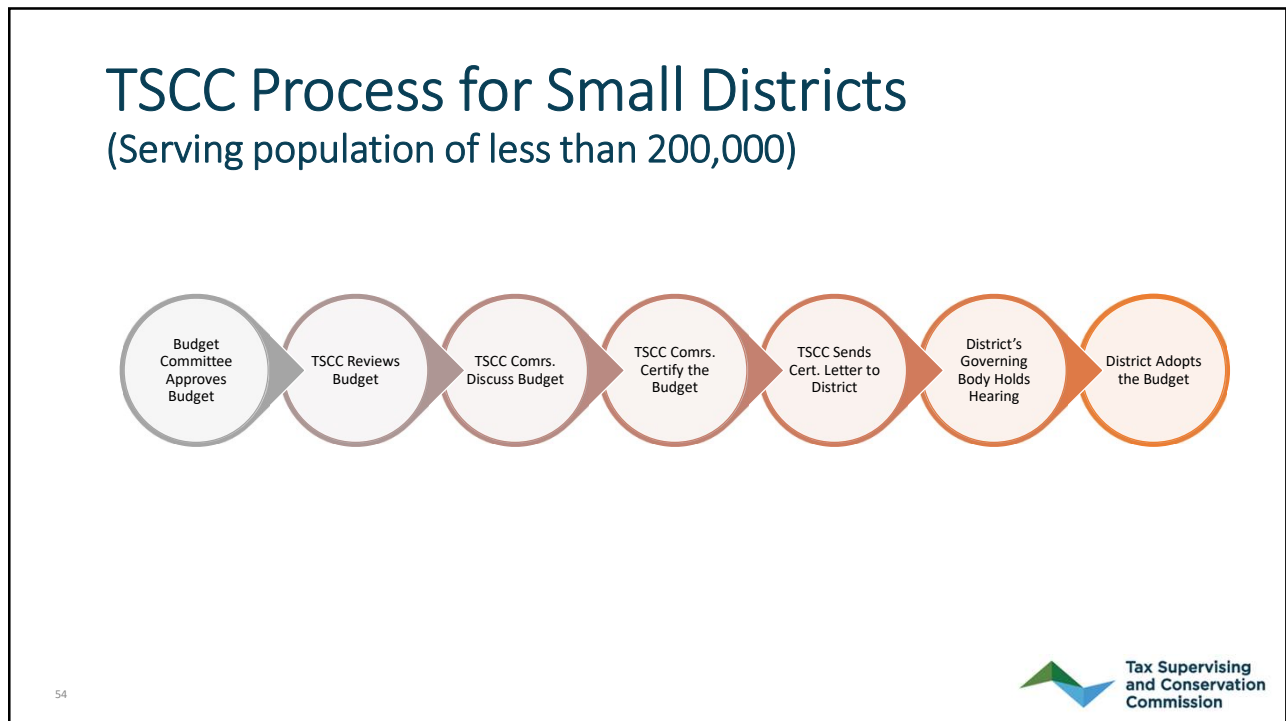 TSCC Process for Small Districts
(Serving population of less than 200,000)
Budget
Committee
Approves
Budget
TSCC Reviews
Budget
TSCC Comrs.
Discuss Budget
TSCC Comrs.
Certify the
Budget
TSCC Sends
Cert. Letter to
District
District’s
Governing
Body Holds
Hearing
District Adopts
the Budget
54
Tax Supervising
and Conservation
Commission